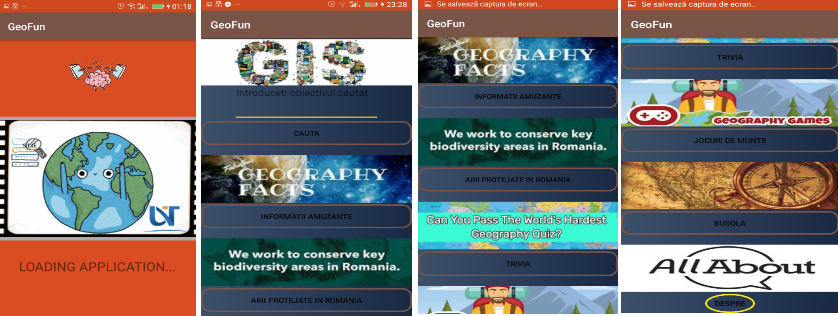 01:18
GeoFun
UVT
LOADING APPLICATION...
23:28
GeoFun
GIS
Introduceti obiectivul cautat
CAUTA
Fabulous
GEOGRAPHY
FACTS
INFORMATII AMUZANTE
We work to conserve key
biodiversity areas in Romania.
ARII PROTEJATE IN ROMANIA
Se salvează captura de ecran...
GeoFun
GEOGRAPHY
FACTS
INFORMATII AMUZANTE
We work to conserve key
biodiversity areas in Romania.
ARII PROTEJATE IN ROMANIA
Can You Pass The World's Hardest
Geography Quiz?
TRIVIA
Se salvează captura de ecran...
GeoFun
TRIVIA
GEOGRAPHY GAMES
JOCURI DE MUNTE
BUSOLA
All About
DESPRE